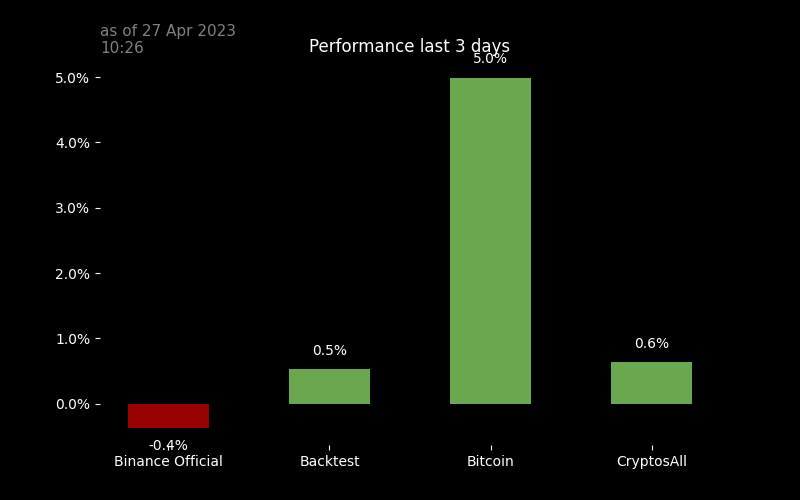 as of 27 Apr 2023
10:26
Performance last 3 days
5.0%
5.0%
4.0%
3.0%
2.0%
1.0%
0.5%
0.6%
0.0%
-0.4%
Binance Official
Backtest
Bitcoin
CryptosAll